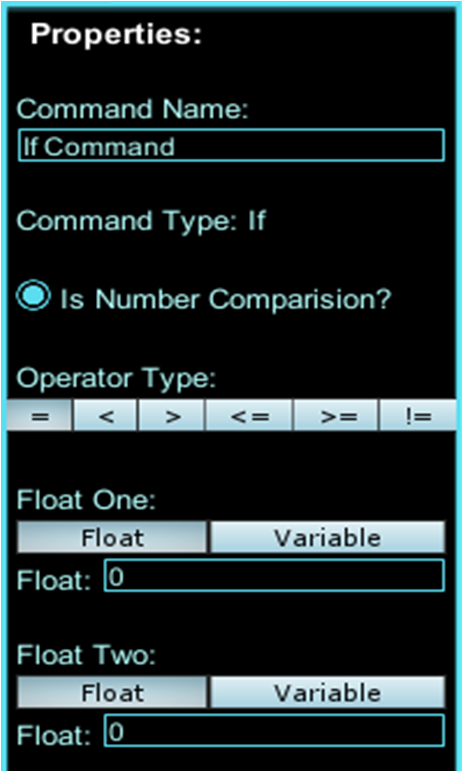 Properties:
Command Name:
If Command
Command Type: If
Is Number Comparision?
Operator Type:
= < > <= >= !=
Float One:
Float Variable
Float: 0
Float Two:
Float Variable
Float: 0